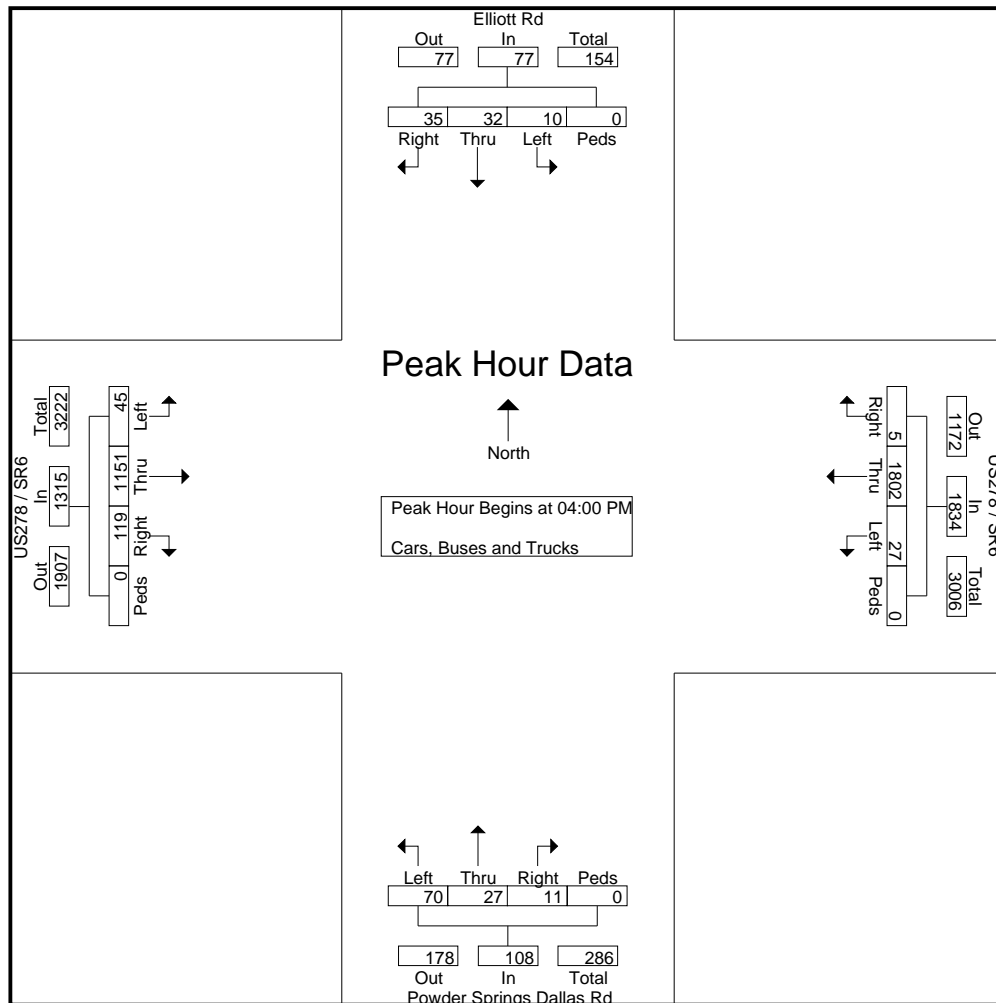 Elliott Rd
Out In Total
77 77 154
35 32 10 0
Right Thru Left Peds
Peak Hour Data
North
Peak Hour Begins at 04:00 PM
Cars, Buses and Trucks
US278 / SR6
Out In Total
1907 1315 3222
Left Thru Right Peds
45 1151 119 0
US278 / SR6
Out In Total
1172 1834 3006
Right Thru Left Peds
5 1802 27 0
Left Thru Right Peds
70 27 11 0
178 108 286
Out In Total
Powder Springs Dallas Rd